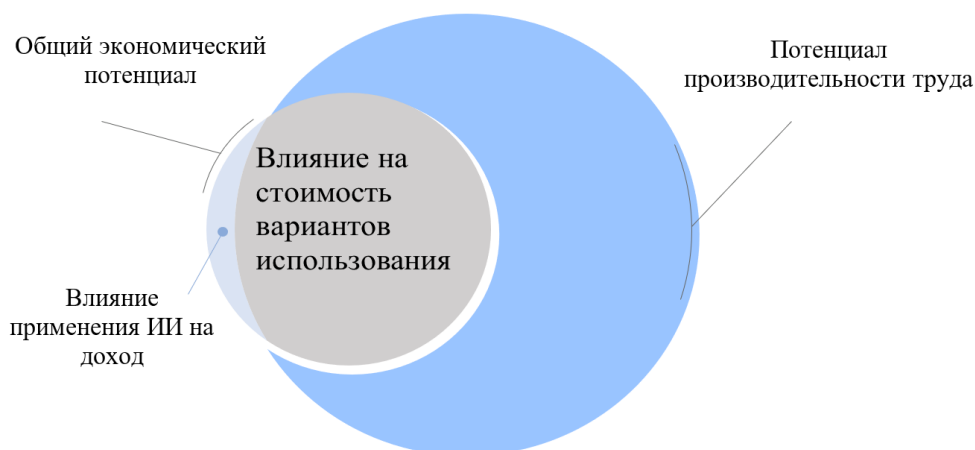 Общий экономический
потенциал
Потенциал
производительности труда
Влияние на
стоимость
вариантов
использования
Влияние
применения ИИ на
доход